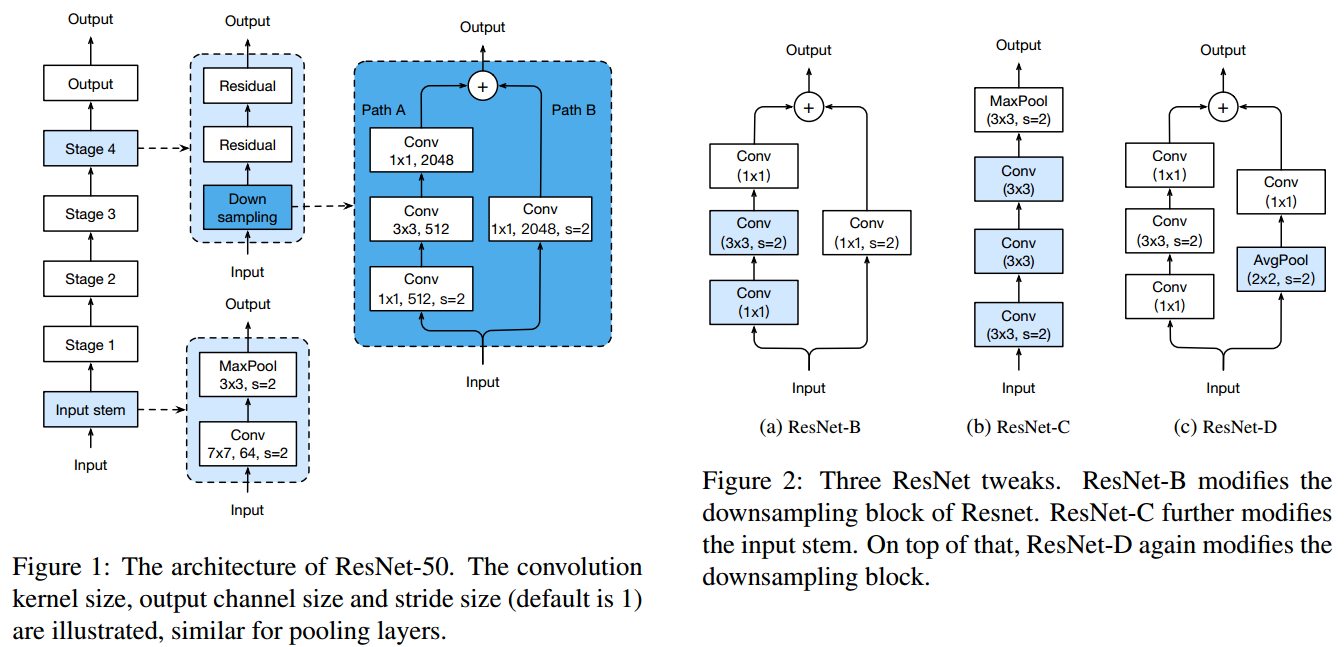 Output
Output
Stage 4
Stage 3
Stage 2
Stage 1
Input stem
Input
Output
Residual
Residual
Down
sampling
Input
Output
MaxPool
3x3, s=2
Conv
7x7, 64, s=2
Input
Output
+
Path A
Path B
Conv
1x1, 2048
Conv
3x3, 512
Conv
1x1, 2048, s=2
Conv
1x1, 512, s=2
Input
Figure 1: The architecture of ResNet-50. The convolution
kernel size, output channel size and stride size (default is 1)
are illustrated, similar for pooling layers.
Output
+
Conv
(1x1)
Conv
(3x3, s=2)
Conv
(1x1, s=2)
Conv
(1x1)
Input
(a) ResNet-B
Output
MaxPool
(3x3, s=2)
Conv
(3x3)
Conv
(3x3)
Conv
(3x3, s=2)
Input
(b) ResNet-C
Output
+
Conv
(1x1)
Conv
(1x1)
Conv
(3x3, s=2)
AvgPool
(2x2, s=2)
Conv
(1x1)
Input
(c) ResNet-D
Figure 2: Three ResNet tweaks. ResNet-B modifies the
downsampling block of Resnet. ResNet-C further modifies
the input stem. On top of that, ResNet-D again modifies the
downsampling block.